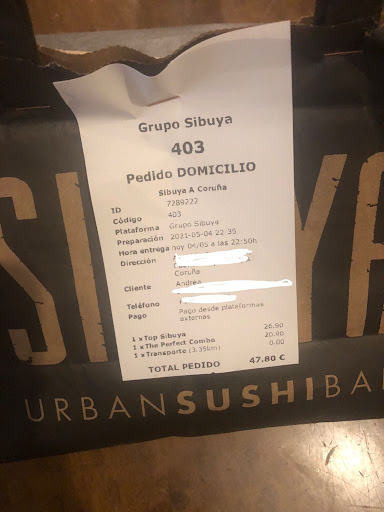 Grupo Sibuya
403
Pedido DOMICILIO
Sibuya A Coruña
ID 7289222
Código 403
Plataforma Grupo Sibuya
Preparación 2021-05-04 22:35
Hora entrega hoy 04/05 a las 22:50h
Dirección
Coruña
Cliente Andrea
Teléfono
Pago Pago desde plataformas
externas
1 x Top Sibuya 26.90
1 x The Perfect Combo 20.90
1 x Transporte (3.35km) 0.00
TOTAL PEDIDO 47.80 €
SI YA
URBANSUSHIBA